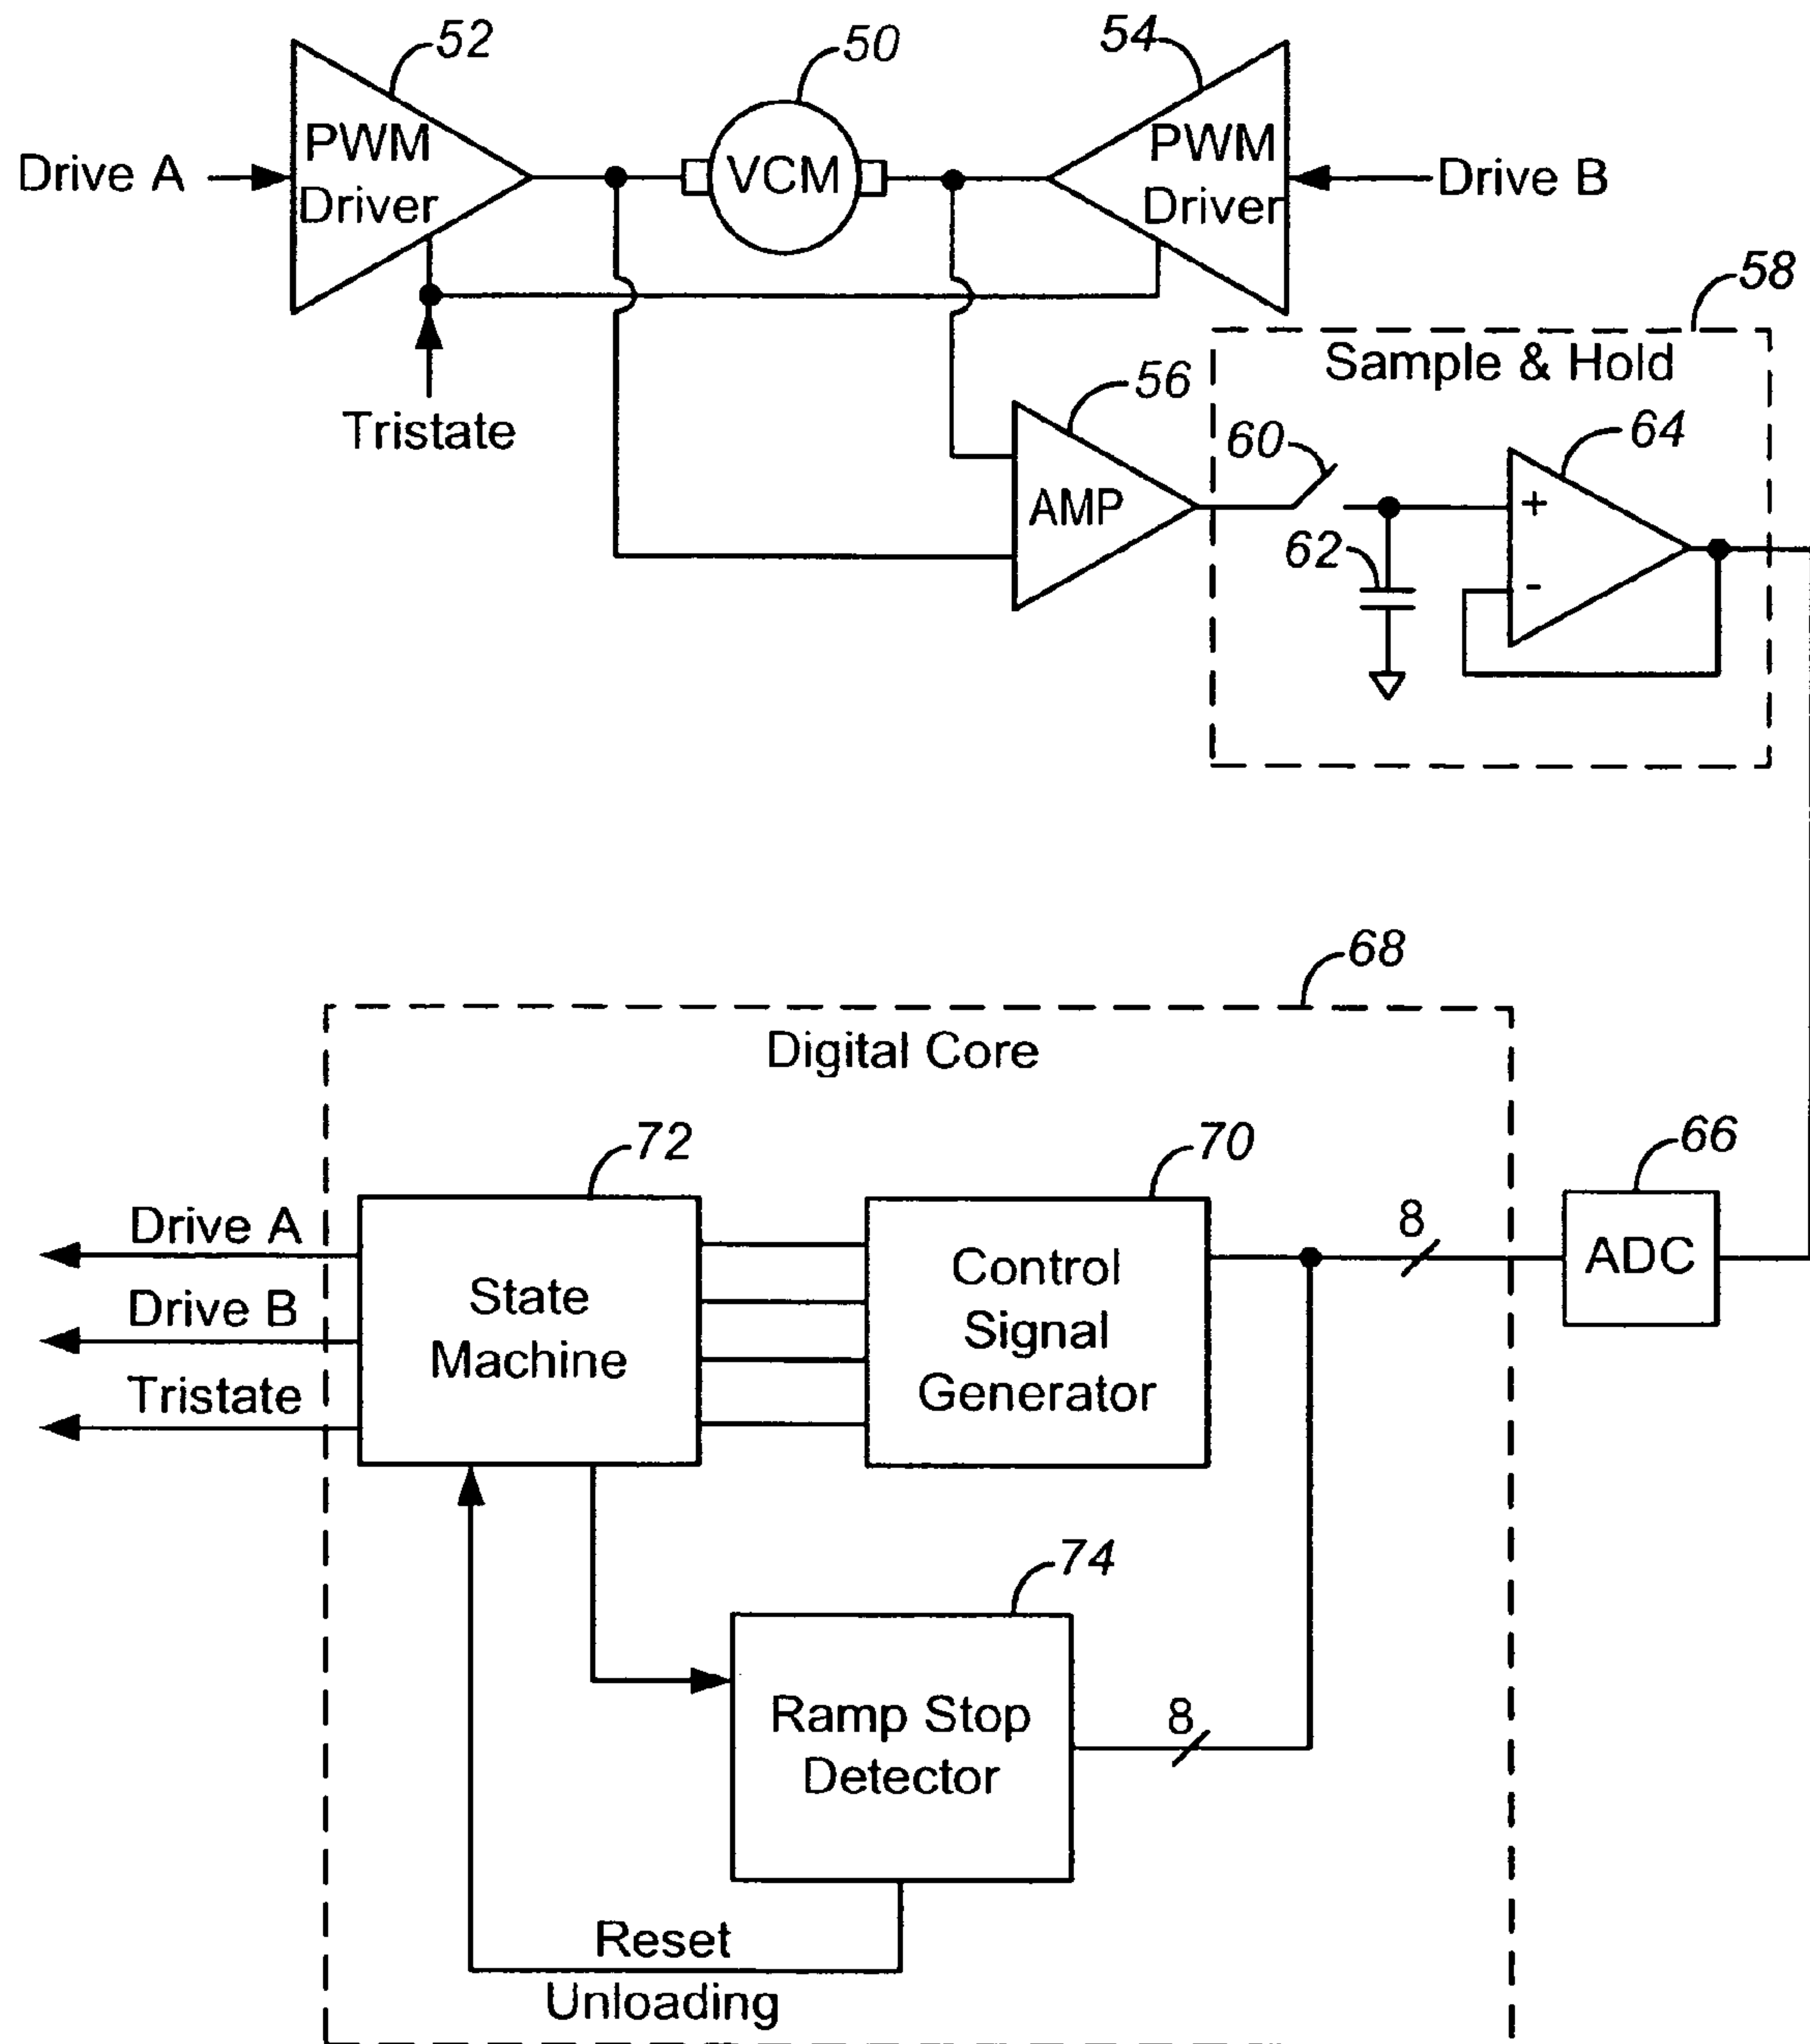 52
50
54
PWM
Driver
VCM
PWM
Driver
Drive A
Drive B
58
Tristate
Sample & Hold
56
60
64
AMP
+
62
-
68
Digital Core
72
70
66
Drive A
8
ADC
State
Machine
Control
Signal
Generator
Drive B
Tristate
74
Ramp Stop
Detector
8
Reset
Unloading